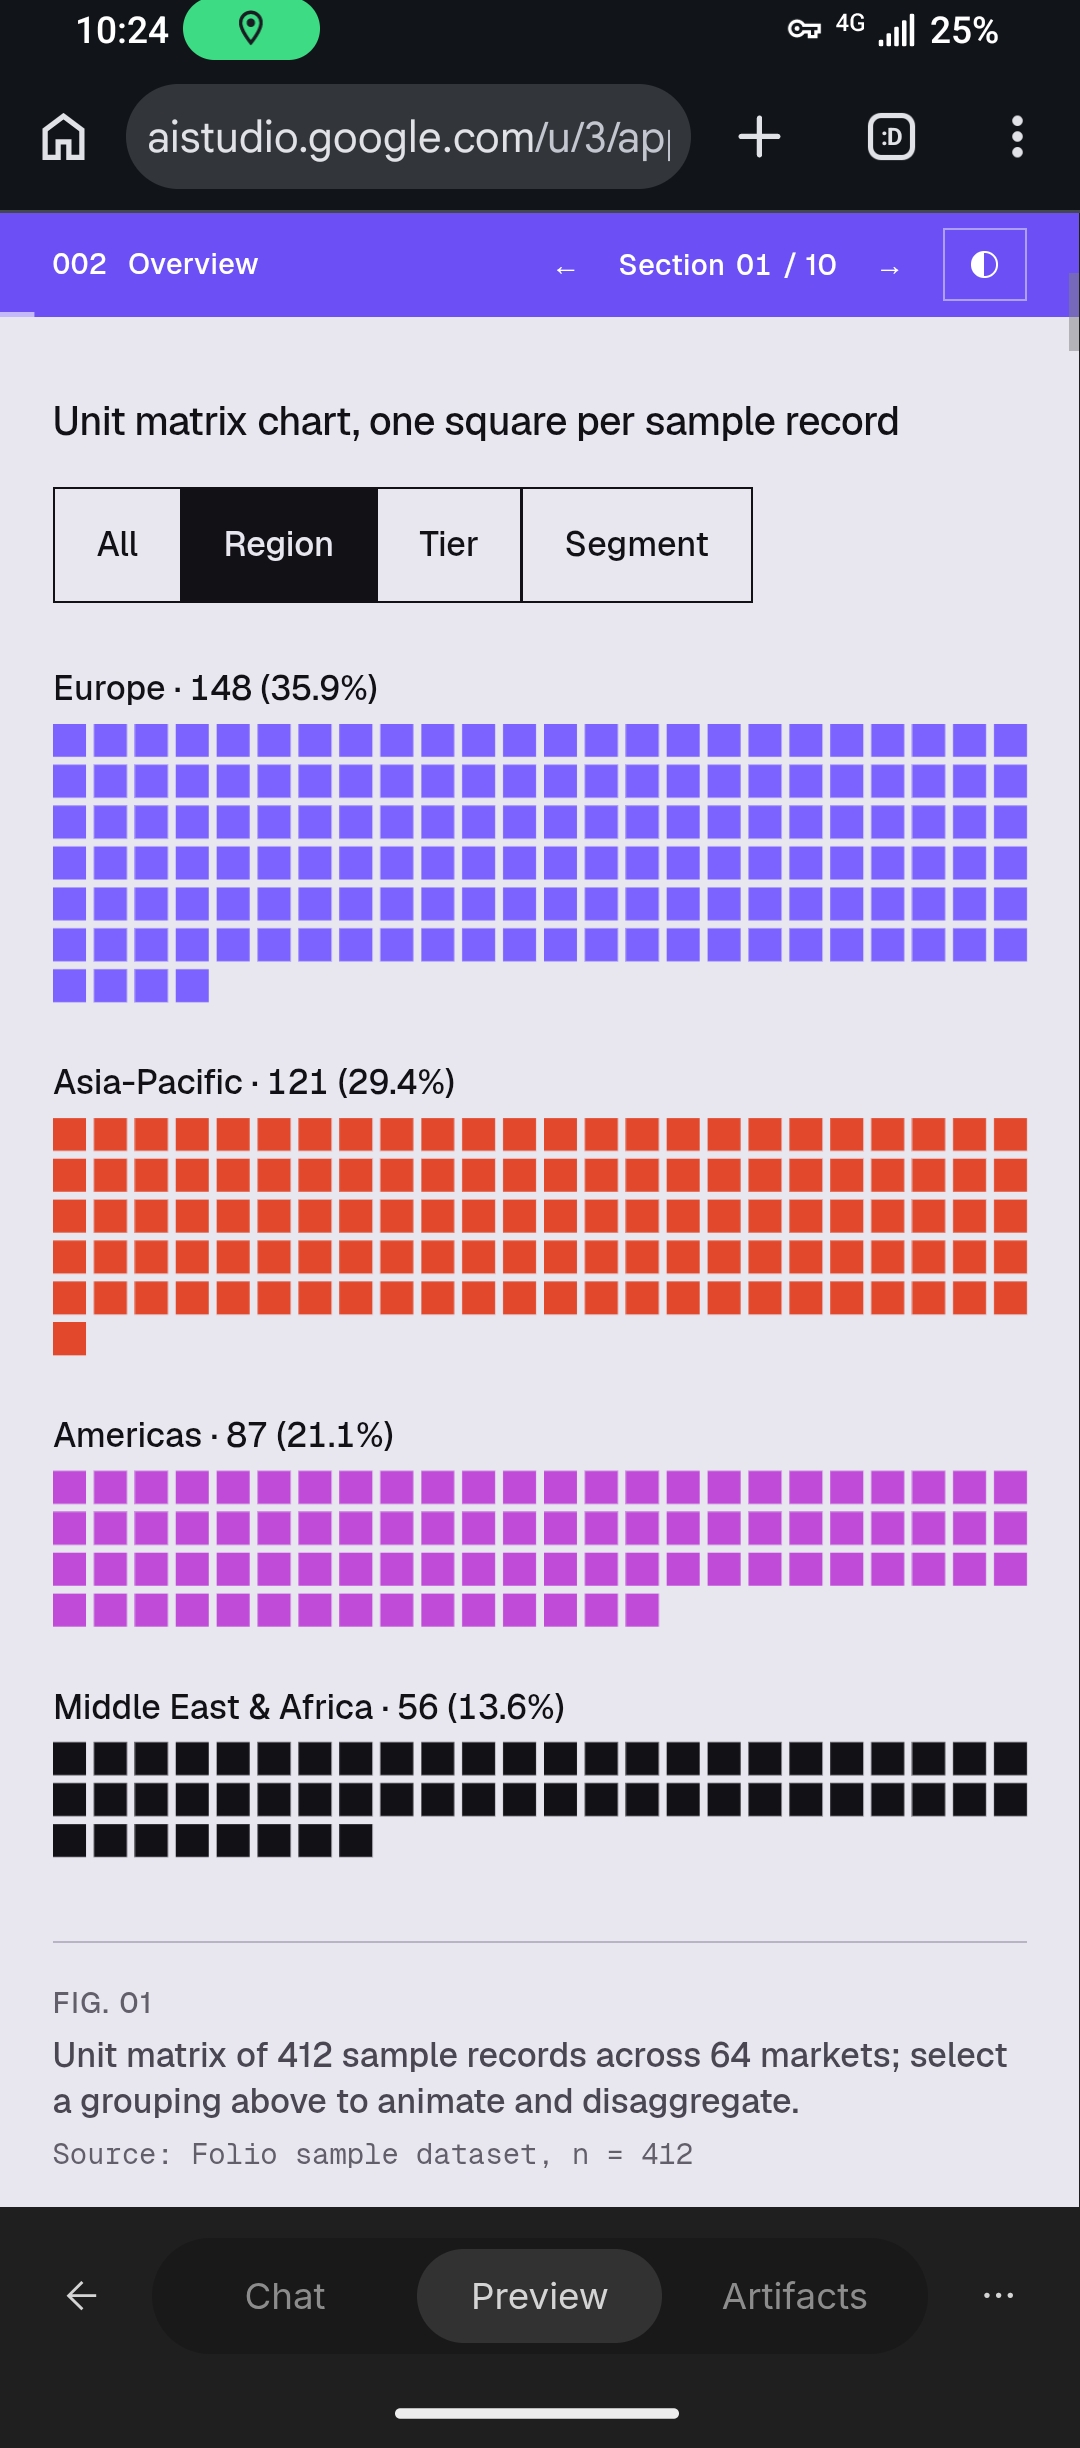 10:24
4G
25%
aistudio.google.com/u/3/ap
:D
002 Overview
← Section 01 / 10 →
Unit matrix chart, one square per sample record
All
Region
Tier
Segment
Europe · 148 (35.9%)
Asia-Pacific · 121 (29.4%)
Americas · 87 (21.1%)
Middle East & Africa · 56 (13.6%)
FIG. 01
Unit matrix of 412 sample records across 64 markets; select
a grouping above to animate and disaggregate.
Source: Folio sample dataset, n = 412
Chat
Preview
Artifacts